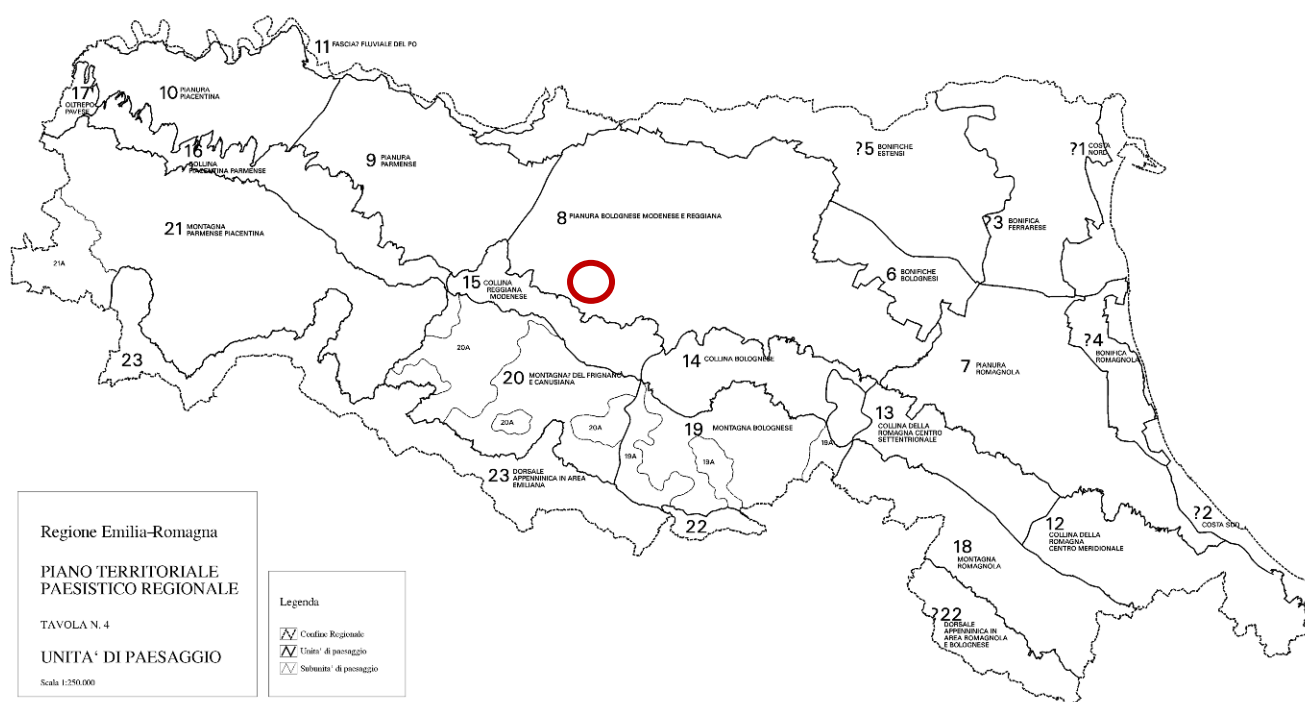 11 FASCIA? FLUVIALE DEL PO
10 PIANURA
PIACENTINA
17
OLTREPO
PAVESE
16
COLLINA
PIACENTINA PARMENSE
9 PIANURA
PARMENSE
?5 BONIFICHE
ESTENSI
?1 COSTA
NORD
8 PIANURA BOLOGNESE MODENESE E REGGIANA
?3 BONIFICA
FERRARESE
21 MONTAGNA
PARMENSE PIACENTINA
21A
6 BONIFICHE
BOLOGNESI
15 COLLINA
REGGIANA
MODENESE
?4
BONIFICA
ROMAGNOLA
20A
14 COLLINA BOLOGNESE
23
7 PIANURA
ROMAGNOLA
20 MONTAGNA? DEL FRIGNANO
E CANUSIANA
13
COLLINA DELLA
ROMAGNA CENTRO
SETTENTRIONALE
20A
20A
19 MONTAGNA BOLOGNESE
19A
19A
19A
23 DORSALE
APPENNINICA IN AREA
EMILIANA
22
?2
COSTA SUD
12
COLLINA DELLA
ROMAGNA
CENTRO MERIDIONALE
18
MONTAGNA
ROMAGNOLA
?22
DORSALE
APPENNINICA IN
AREA ROMAGNOLA
E BOLOGNESE
Regione Emilia-Romagna
PIANO TERRITORIALE
PAESISTICO REGIONALE
TAVOLA N. 4
UNITA' DI PAESAGGIO
Scala 1:250.000
Legenda
Confine Regionale
Unita' di paesaggio
Subunita' di paesaggio